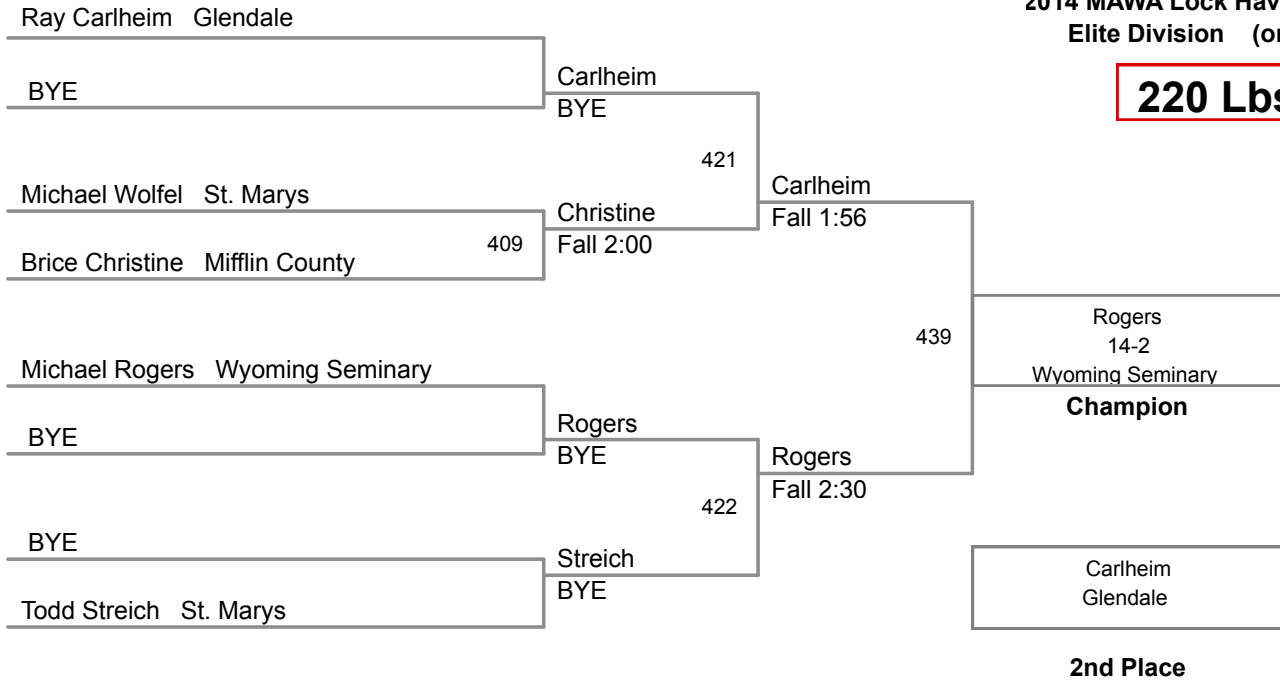 Ray Carlheim Glendale
2014 MAWA Lock
Elite Division
BYE
Carlheim
BYE
220
421
Michael Wolfel St. Marys
Carlheim
Fall 1:56
Christine
Fall 2:00
409
Brice Christine Mifflin County
Rogers
14-2
Wyoming Seminary
Champion
439
Michael Rogers Wyoming Seminary
BYE
Rogers
BYE
Rogers
Fall 2:30
422
BYE
Streich
BYE
Todd Streich St. Marys
Carlheim
Glendale
2nd Place